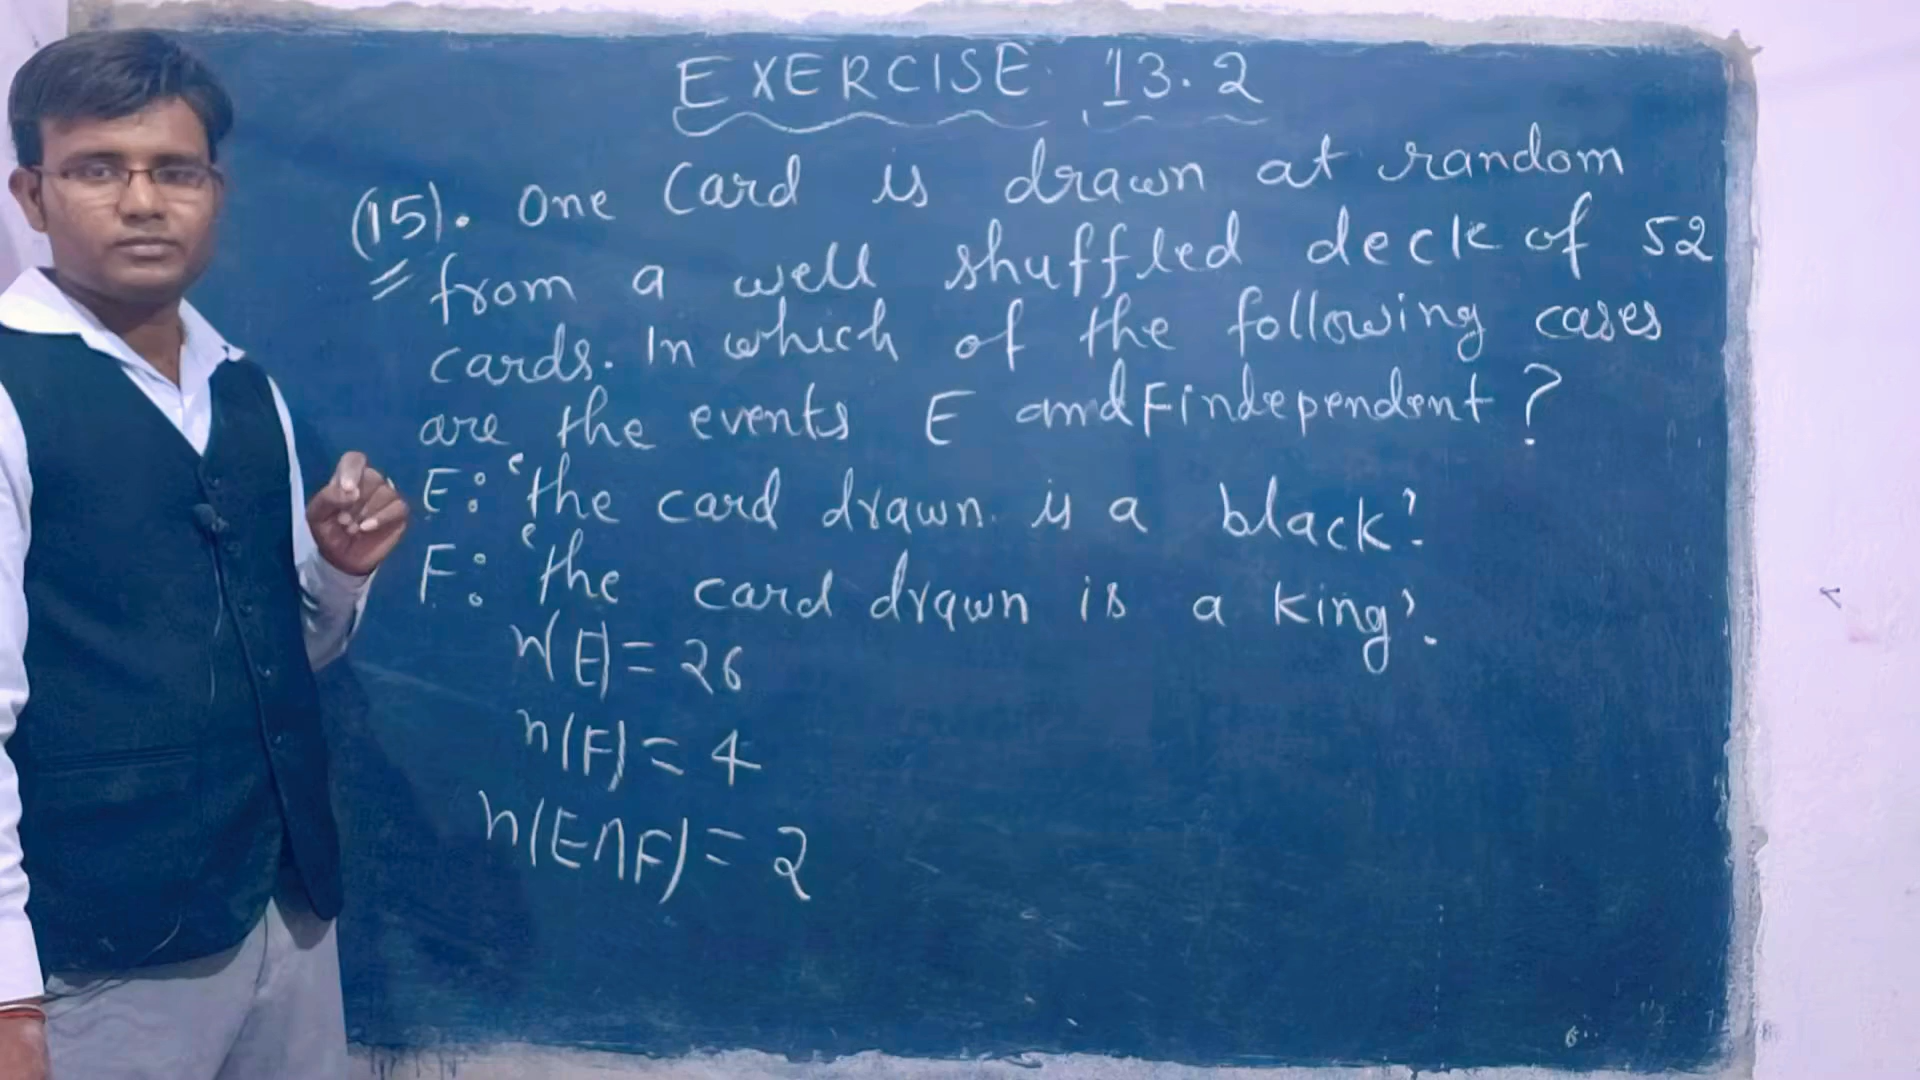 EXERCISE 13.2
(15). One card is drawn at random
from a well shuffled deck of 52
cards. In which of the following cases
are the events E and F independent ?
E: 'the card drawn is a black'.
F: 'the card drawn is a king'.
n(E) = 26
n(F) = 4
n(E∩F) = 2